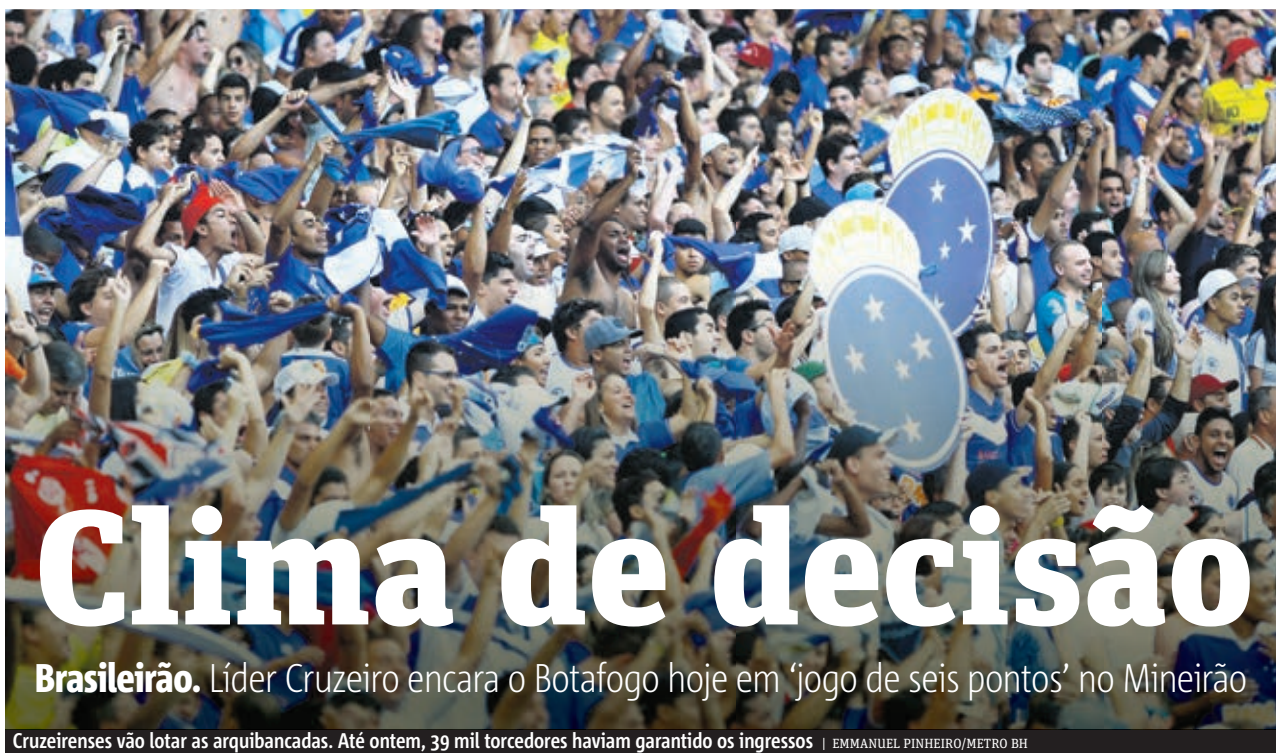 Clima de decisão
Brasileirão. Líder Cruzeiro encara o Botafogo hoje em ‘jogo de seis pontos’ no Mineirão
Cruzeirenses vão lotar as arquibancadas. Até ontem, 39 mil torcedores haviam garantido os ingressos | EMMANUEL PINHEIRO/METRO BH